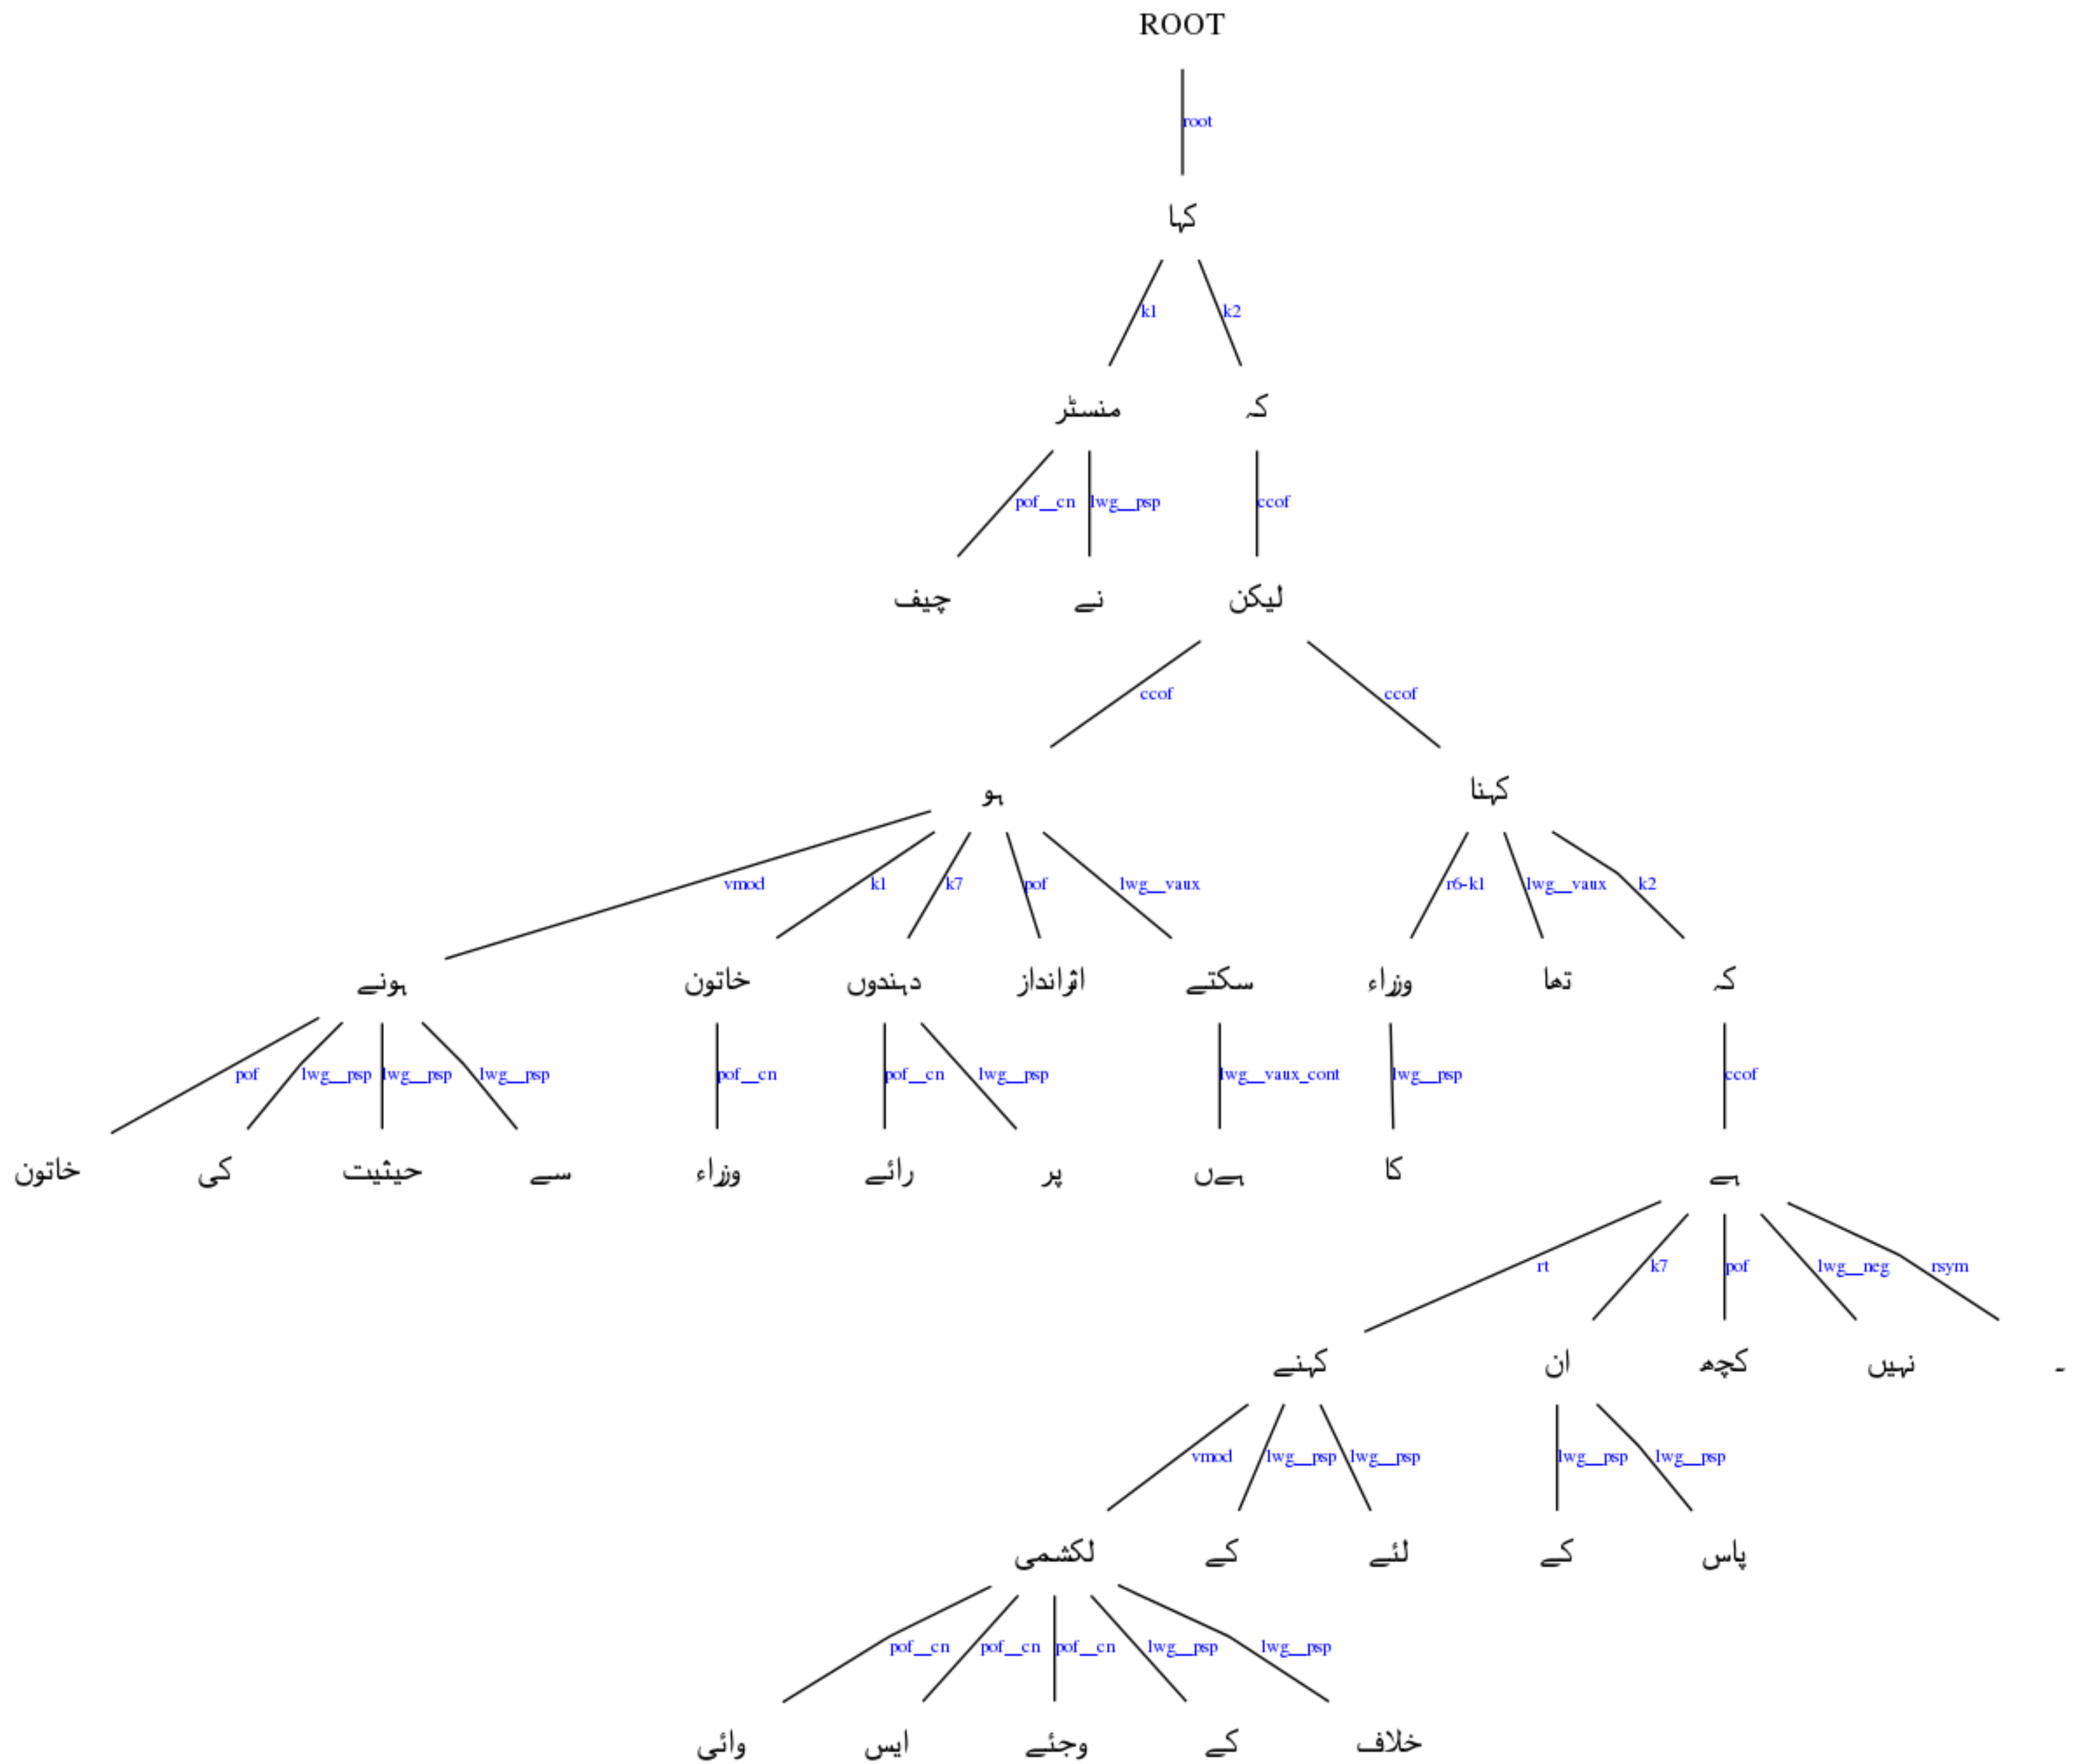 ROOT
root
کہا
k1 k2
منسٹر کہ
pof__cn lwg__psp ccof
چیف نے لیکن
ccof ccof
ہو کہنا
vmod k1 k7 pof lwg__vaux r6-k1 lwg__vaux k2
ہونے خاتون دہندوں اثرانداز سکتے وزراء تھا کہ
pof lwg__psp lwg__psp lwg__psp pof__cn pof__cn lwg__psp lwg__vaux_cont lwg__psp ccof
خاتون کی حیثیت سے وزراء رائے پر ہےں کا ہے
rt k7 pof lwg__neg rsym
کہنے ان کچھ نہیں ۔
vmod lwg__psp lwg__psp lwg__psp lwg__psp
لکشمی کے لئے کے پاس
pof__cn pof__cn pof__cn lwg__psp lwg__psp
وائی ایس وجئے کے خلاف